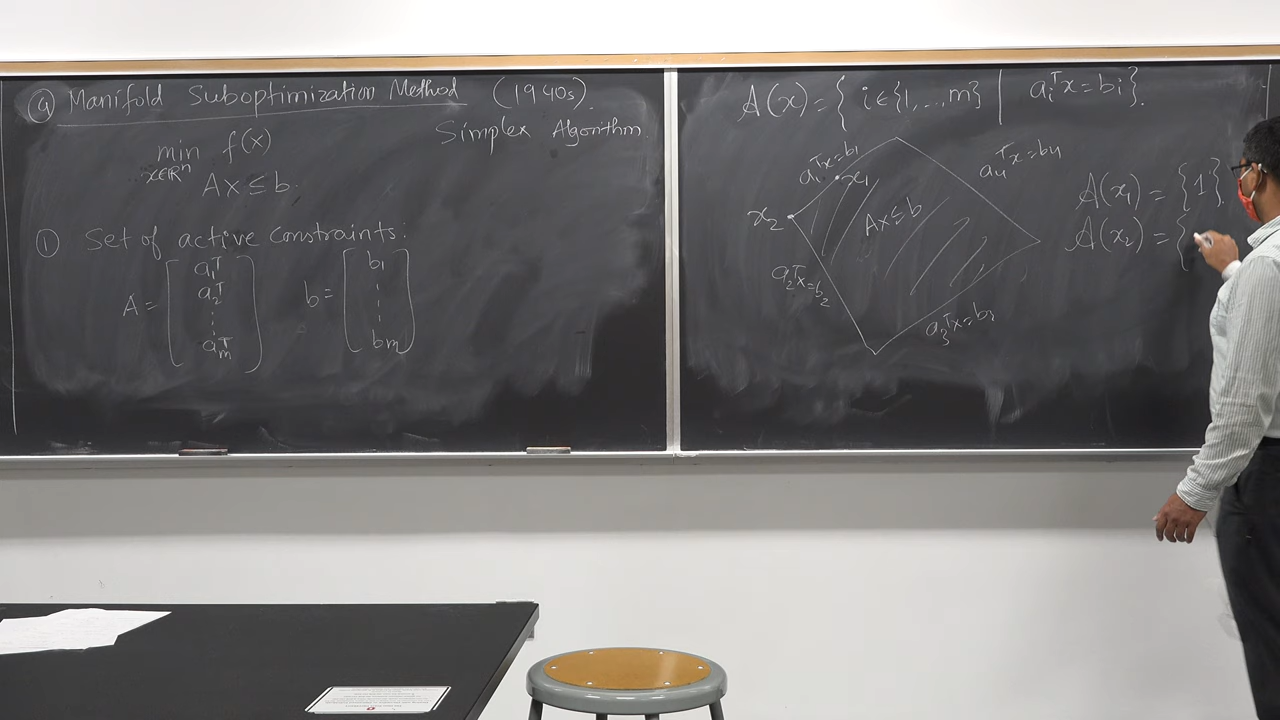 ④ Manifold Suboptimization Method (1940s).
Simplex Algorithm.
min f(x)
x∈ℝⁿ
Ax ≤ b.
① Set of active constraints:
A = [a₁ᵀ a₂ᵀ ⋮ aₘᵀ] b = [b₁ ⋮ bₘ]
A(x) = { i ∈ {1,...,m} | aᵢᵀx = bᵢ}.
a₁ᵀx = b₁
x₁
a₄ᵀx = b₄
x₂
Ax ≤ b
a₂ᵀx = b₂
a₃ᵀx = b₃
A(x₁) = {1}.
A(x₂) = {